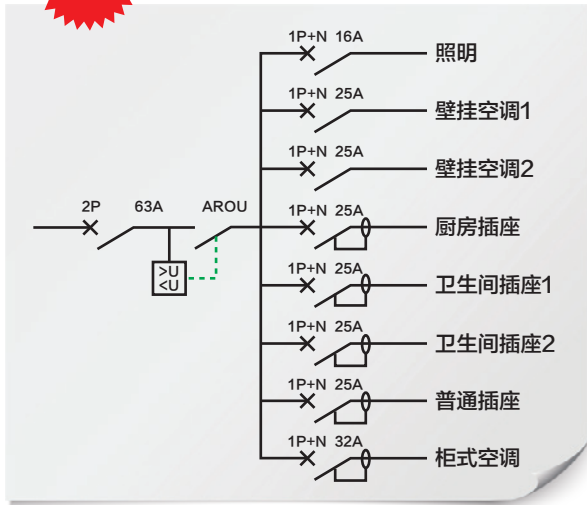 1P+N 16A
照明
1P+N 25A
壁挂空调1
1P+N 25A
壁挂空调2
2P 63A AROU
1P+N 25A
厨房插座
>U
<U
1P+N 25A
卫生间插座1
1P+N 25A
卫生间插座2
1P+N 25A
普通插座
1P+N 32A
柜式空调